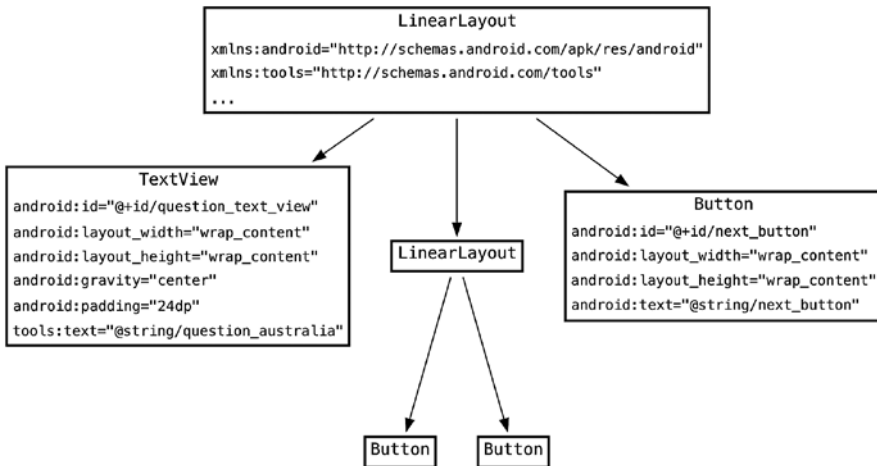 LinearLayout
xmlns:android="http://schemas.android.com/apk/res/android"
xmlns:tools="http://schemas.android.com/tools"
...
TextView
android:id="@+id/question_text_view"
android:layout_width="wrap_content"
android:layout_height="wrap_content"
android:gravity="center"
android:padding="24dp"
tools:text="@string/question_australia"
LinearLayout
Button
android:id="@+id/next_button"
android:layout_width="wrap_content"
android:layout_height="wrap_content"
android:text="@string/next_button"
Button
Button